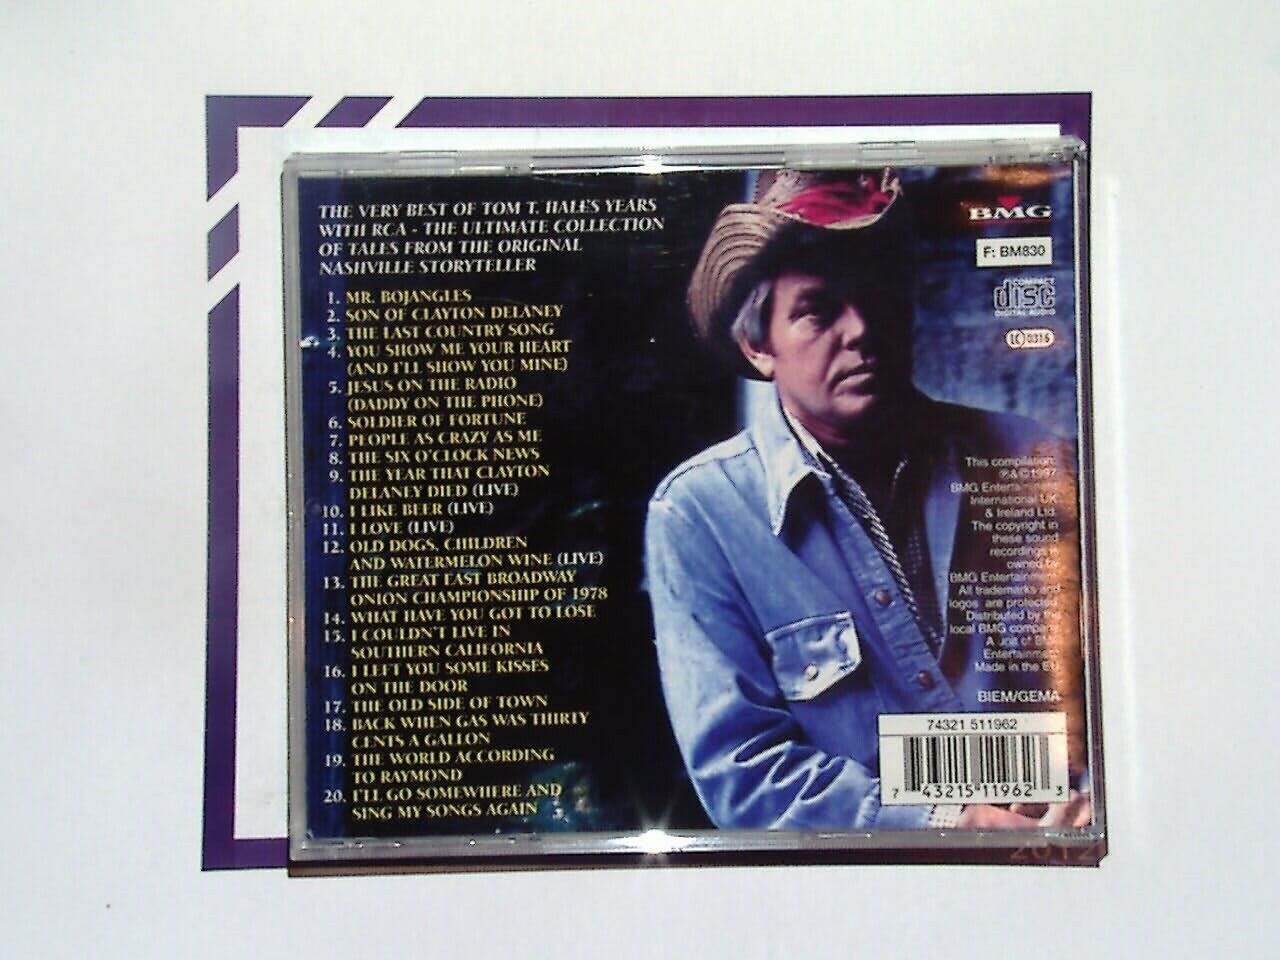 THE VERY BEST OF TOM T. HALL'S YEARS
WITH RCA - THE ULTIMATE COLLECTION
OF TALES FROM THE ORIGINAL
NASHVILLE STORYTELLER
1. MR. BOJANGLES
2. SON OF CLAYTON DELANEY
3. THE LAST COUNTRY SONG
4. YOU SHOW ME YOUR HEART
(AND I'LL SHOW YOU MINE)
5. JESUS ON THE RADIO
(DADDY ON THE PHONE)
6. SOLDIER OF FORTUNE
7. PEOPLE AS CRAZY AS ME
8. THE SIX O'CLOCK NEWS
9. THE YEAR THAT CLAYTON
DELANEY DIED (LIVE)
10. I LIKE BEER (LIVE)
11. I LOVE (LIVE)
12. OLD DOGS, CHILDREN
AND WATERMELON WINE (LIVE)
13. THE GREAT EAST BROADWAY
ONION CHAMPIONSHIP OF 1978
14. WHAT HAVE YOU GOT TO LOSE
15. I COULDN'T LIVE IN
SOUTHERN CALIFORNIA
16. I LEFT YOU SOME KISSES
ON THE DOOR
17. THE OLD SIDE OF TOWN
18. BACK WHEN GAS WAS THIRTY
CENTS A GALLON
19. THE WORLD ACCORDING
TO RAYMOND
20. I'LL GO SOMEWHERE AND
SING MY SONGS AGAIN
BMG
F: BM830
COMPACT
disc
DIGITAL AUDIO
LC 0316
This compilation:
℗&©1997
BMG Entertainment
International UK
& Ireland Ltd.
The copyright in
these sound
recordings is
owned by
BMG Entertainment
All trademarks and
logos are protected
Distributed by the
local BMG company
A Unit of BMG
Entertainment
Made in the EU
BIEM/GEMA
74321 511962
7 43215 11962 3
2012